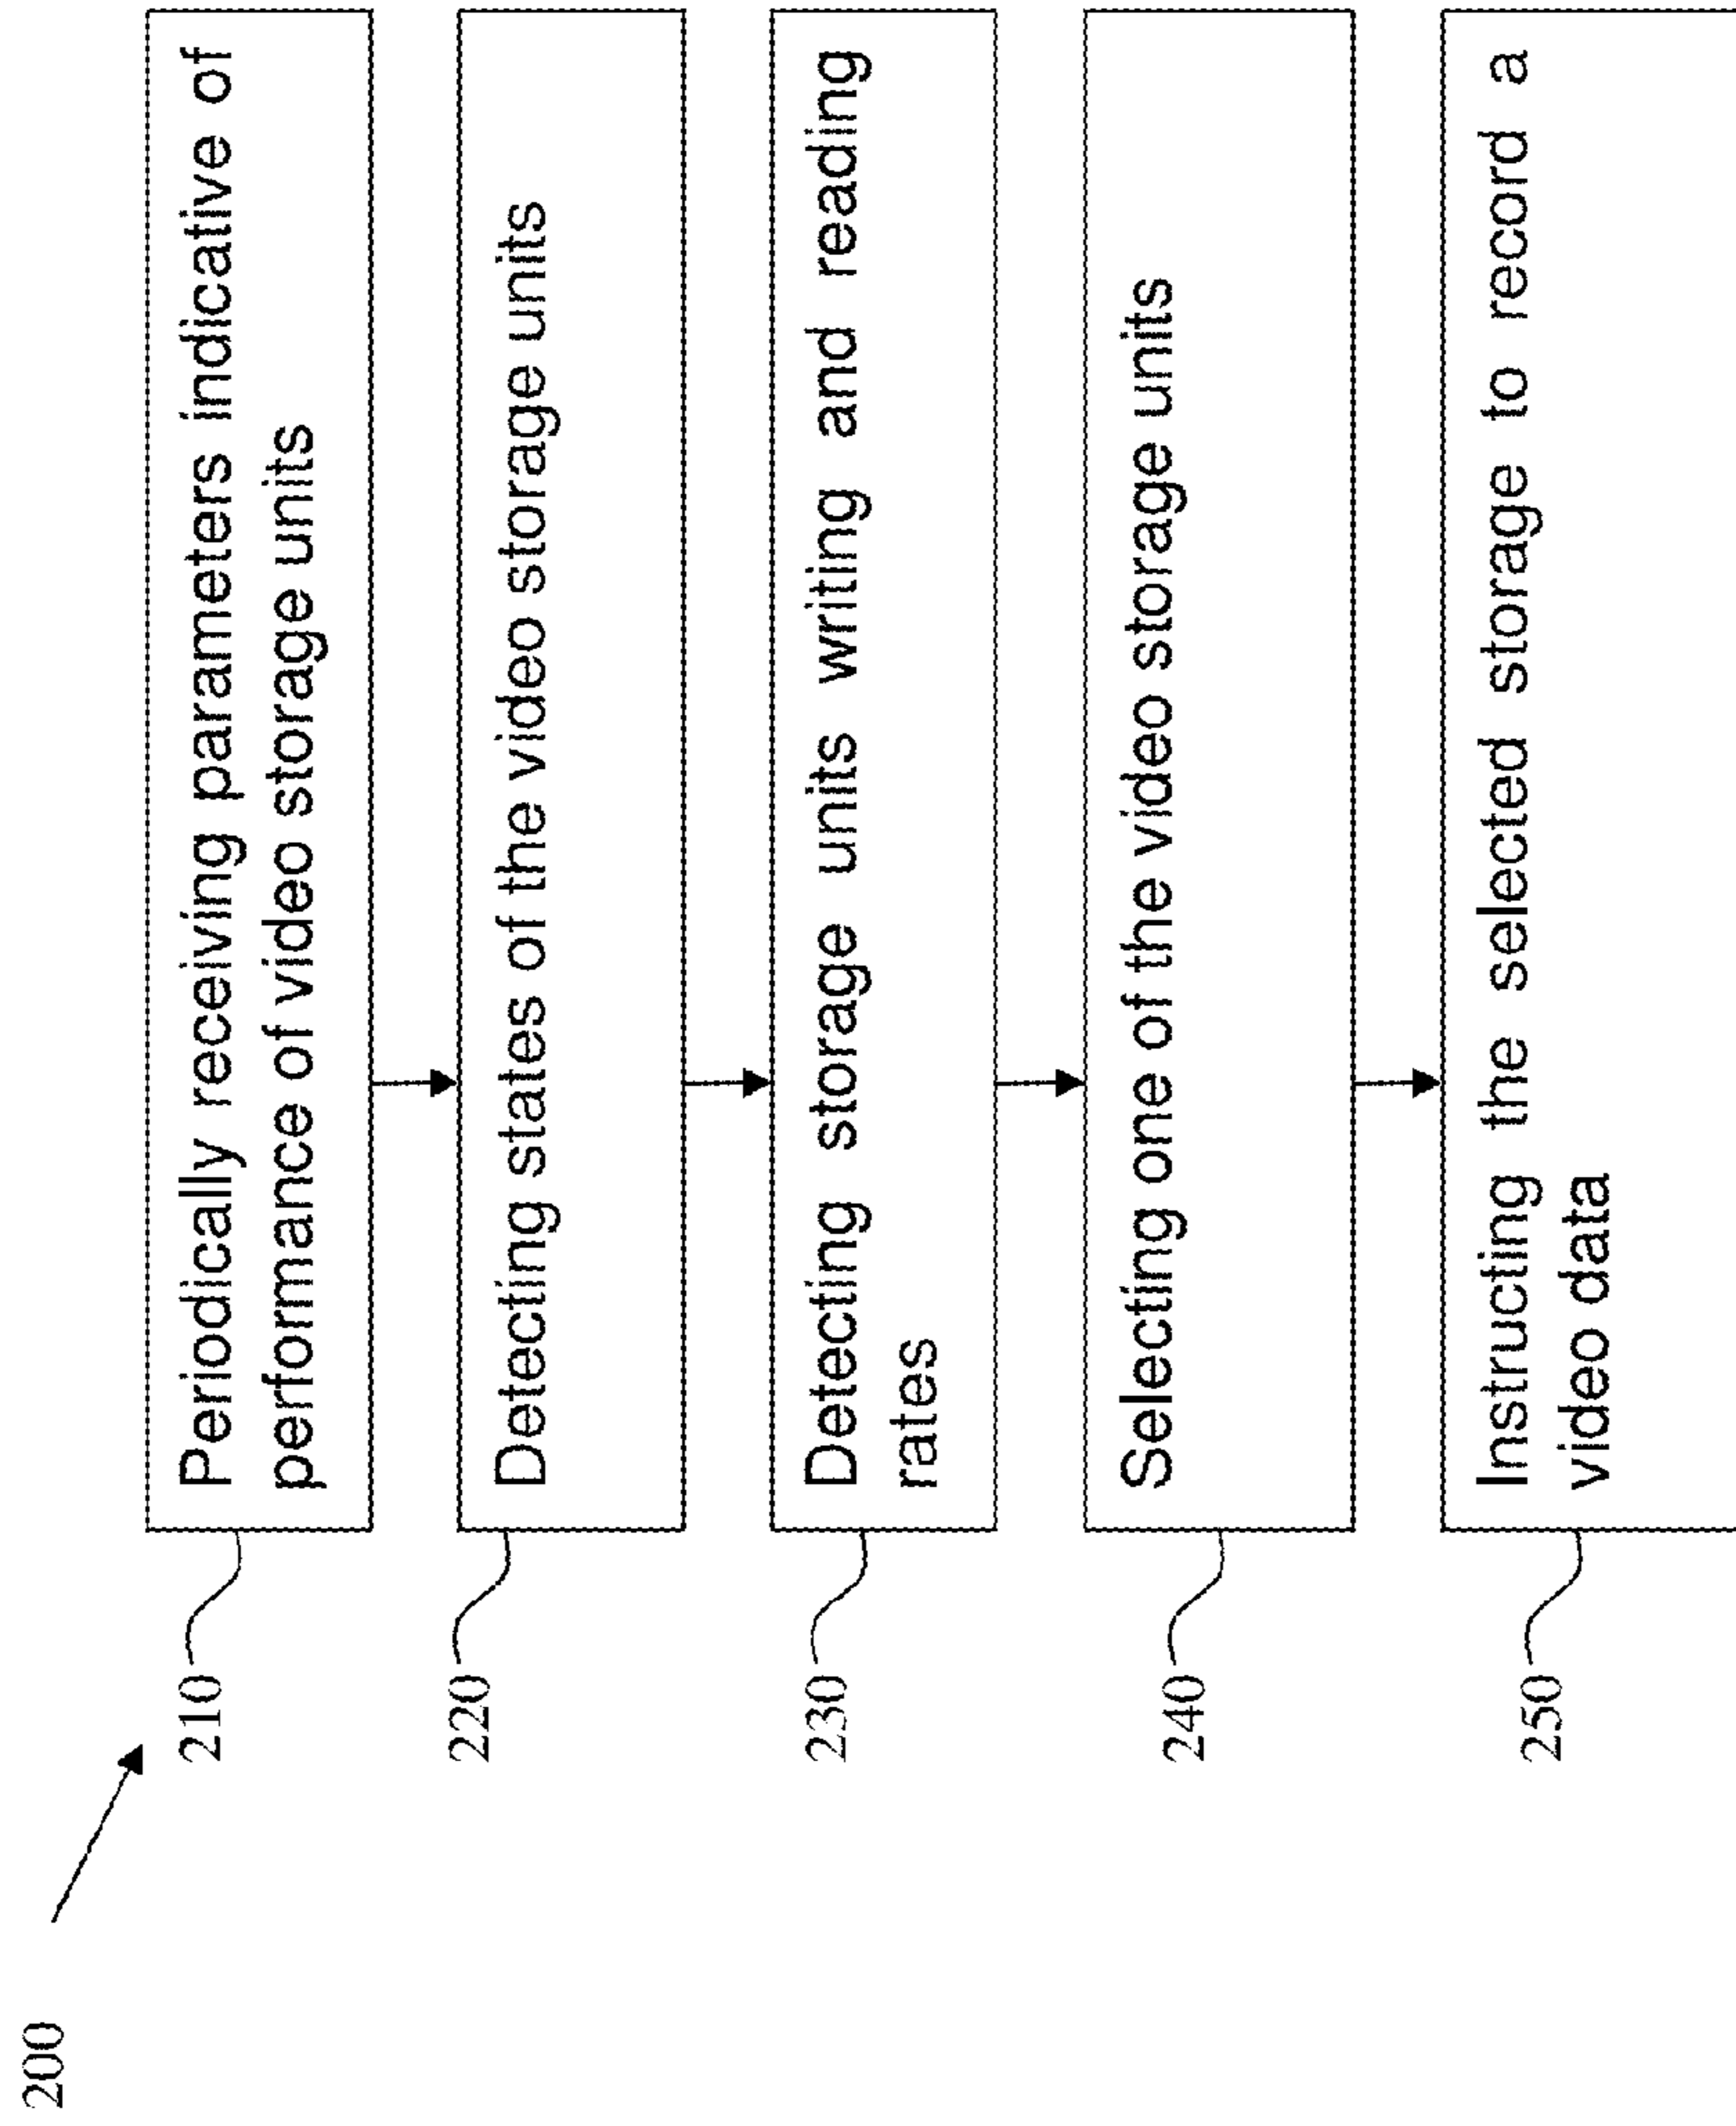 200
210
Periodically receiving parameters indicative of
performance of video storage units
220
Detecting states of the video storage units
230
Detecting storage units writing and reading
rates
240
Selecting one of the video storage units
250
Instructing the selected storage to record a
video data